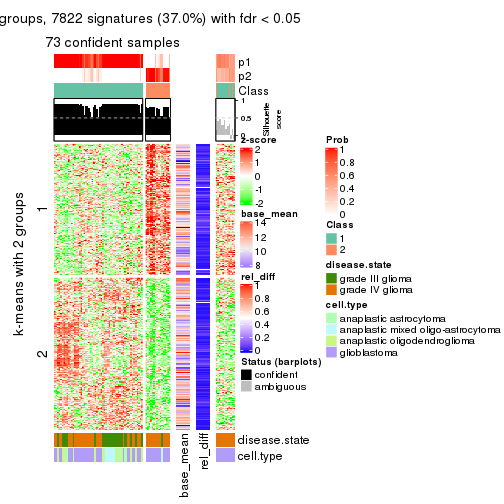 groups, 7822 signatures (37.0%) with fdr < 0.05
73 confident samples
p1
p2
Class
1
0.5
0
Silhouette
score
k-means with 2 groups
1
2
z-score
2
1
0
-1
-2
base_mean
14
12
10
8
rel_diff
1
0.8
0.6
0.4
0.2
0
Status (barplots)
confident
ambiguous
Prob
1
0.8
0.6
0.4
0.2
0
Class
1
2
disease.state
grade III glioma
grade IV glioma
cell.type
anaplastic astrocytoma
anaplastic mixed oligo-astrocytoma
anaplastic oligodendroglioma
glioblastoma
disease.state
cell.type
base_mean
rel_diff